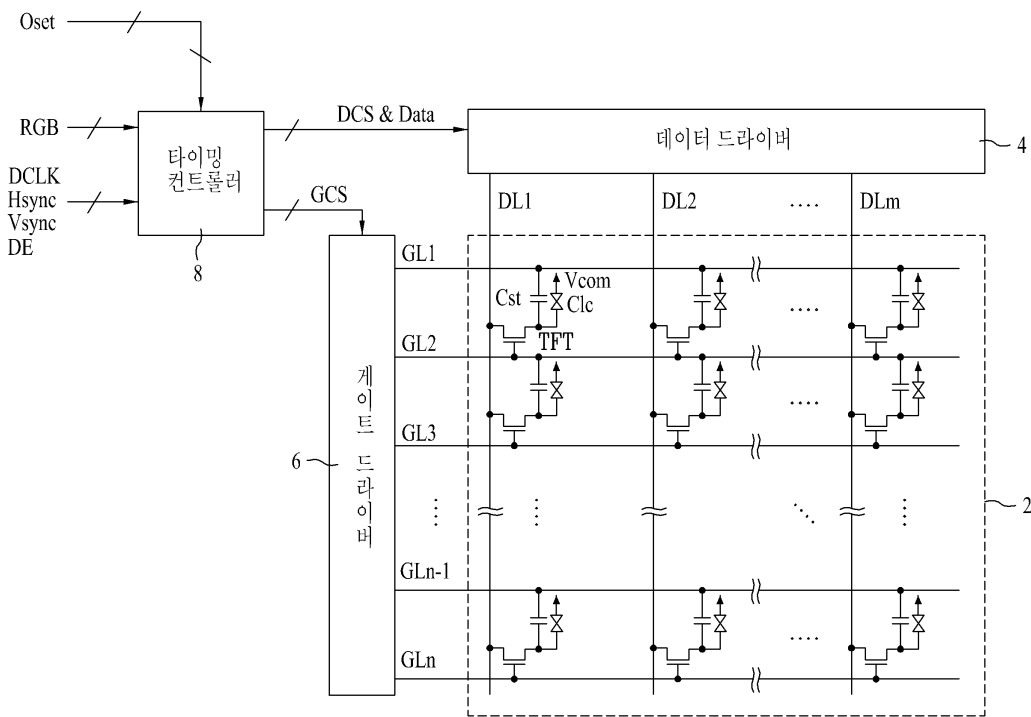 Oset
RGB
DCLK
Hsync
Vsync
DE
타이밍
컨트롤러
8
DCS & Data
GCS
데이터 드라이버
4
DL1
DL2
....
DLm
게이트 드라이버
6
GL1
Cst
Vcom
Clc
....
TFT
GL2
....
GL3
2
GLn-1
....
GLn